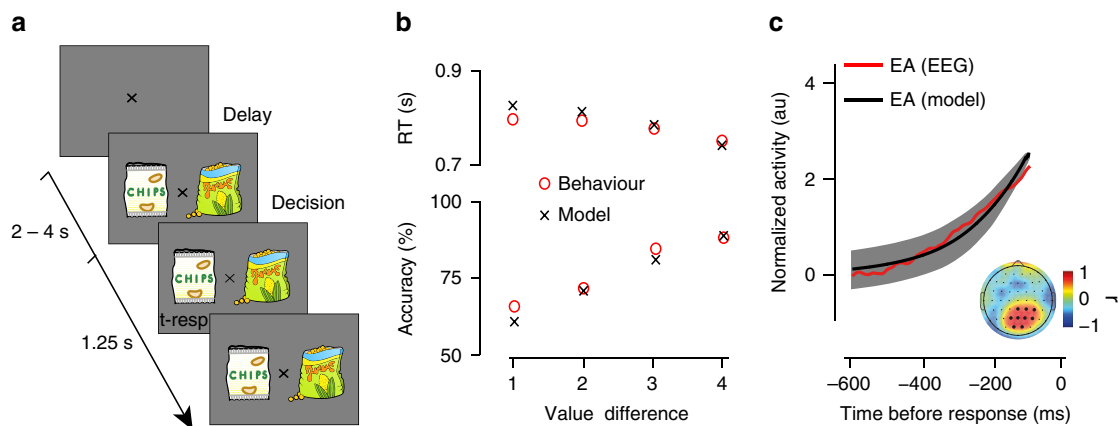 a
Delay
CHIPS
Decision
CHIPS
t-resp
CHIPS
2 – 4 s
1.25 s
b
0.9
RT (s)
0.7
Behaviour
Model
100
Accuracy (%)
75
50
1 2 3 4
Value difference
c
EA (EEG)
EA (model)
4
Normalized activity (au)
2
0
1
0
–1
r
–600 –400 –200 0
Time before response (ms)